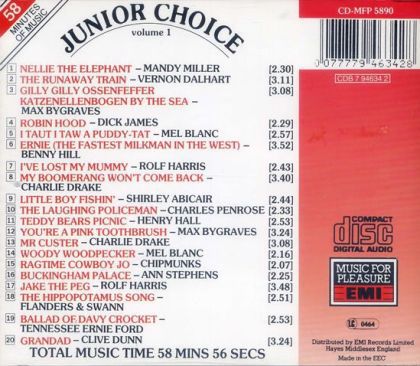 58
MINUTES
OF MUSIC
JUNIOR CHOICE
volume 1
CD-MFP 5890
0 077779 463428
CDB 7 94634 2
1 NELLIE THE ELEPHANT – MANDY MILLER [2.30]
2 THE RUNAWAY TRAIN – VERNON DALHART [3.11]
3 GILLY GILLY OSSENFEFFER [3.08]
KATZENELLENBOGEN BY THE SEA –
MAX BYGRAVES
4 ROBIN HOOD – DICK JAMES [2.29]
5 I TAUT I TAW A PUDDY-TAT – MEL BLANC [2.57]
6 ERNIE (THE FASTEST MILKMAN IN THE WEST) – [3.52]
BENNY HILL
7 I'VE LOST MY MUMMY – ROLF HARRIS [2.43]
8 MY BOOMERANG WON'T COME BACK – [3.40]
CHARLIE DRAKE
9 LITTLE BOY FISHIN' – SHIRLEY ABICAIR [2.44]
10 THE LAUGHING POLICEMAN – CHARLES PENROSE [2.33]
11 TEDDY BEARS PICNIC – HENRY HALL [2.53]
12 YOU'RE A PINK TOOTHBRUSH – MAX BYGRAVES [3.24]
13 MR CUSTER – CHARLIE DRAKE [3.08]
14 WOODY WOODPECKER – MEL BLANC [2.16]
15 RAGTIME COWBOY JO – CHIPMUNKS [2.07]
16 BUCKINGHAM PALACE – ANN STEPHENS [2.25]
17 JAKE THE PEG – ROLF HARRIS [3.48]
18 THE HIPPOPOTAMUS SONG – [2.51]
FLANDERS & SWANN
19 BALLAD OF DAVY CROCKET – [2.53]
TENNESSEE ERNIE FORD
20 GRANDAD – CLIVE DUNN [3.24]
TOTAL MUSIC TIME 58 MINS 56 SECS
COMPACT
disc
DIGITAL AUDIO
MUSIC FOR
PLEASURE
EMI
LC 0464
Distributed by EMI Records Limited
Hayes Middlesex England
Made in the EEC